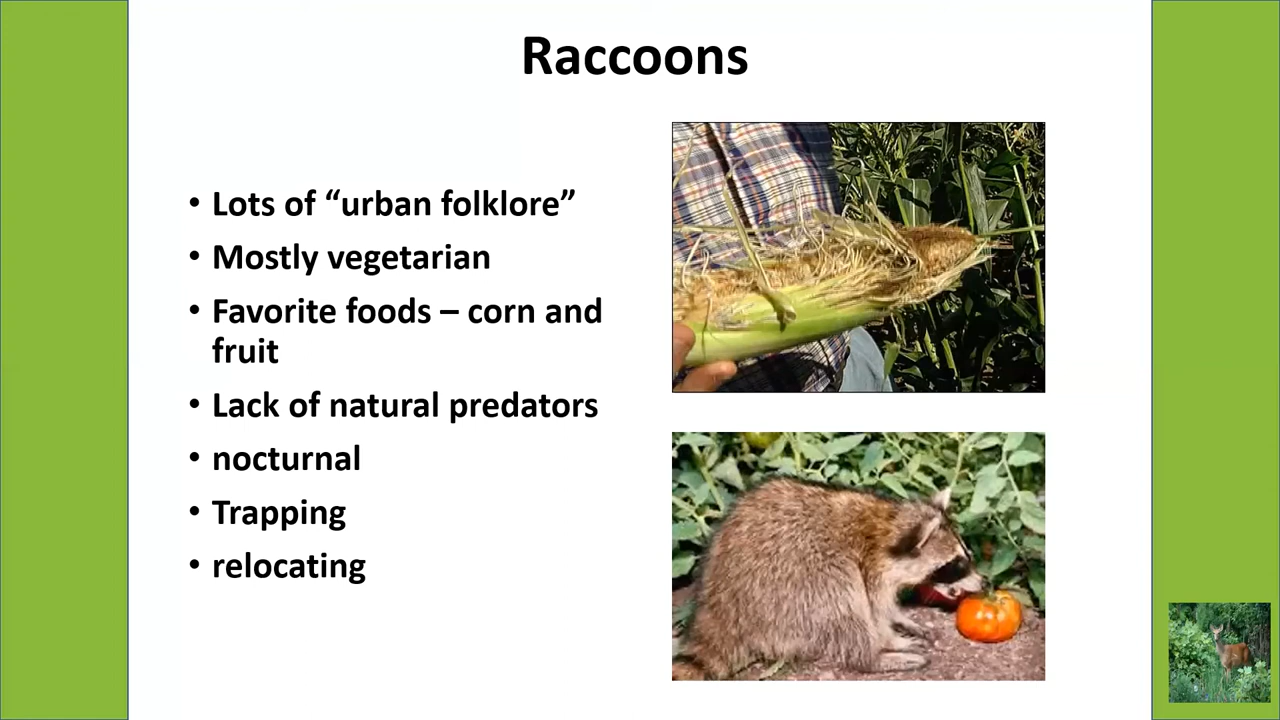 Raccoons
• Lots of “urban folklore”
• Mostly vegetarian
• Favorite foods – corn and
fruit
• Lack of natural predators
• nocturnal
• Trapping
• relocating